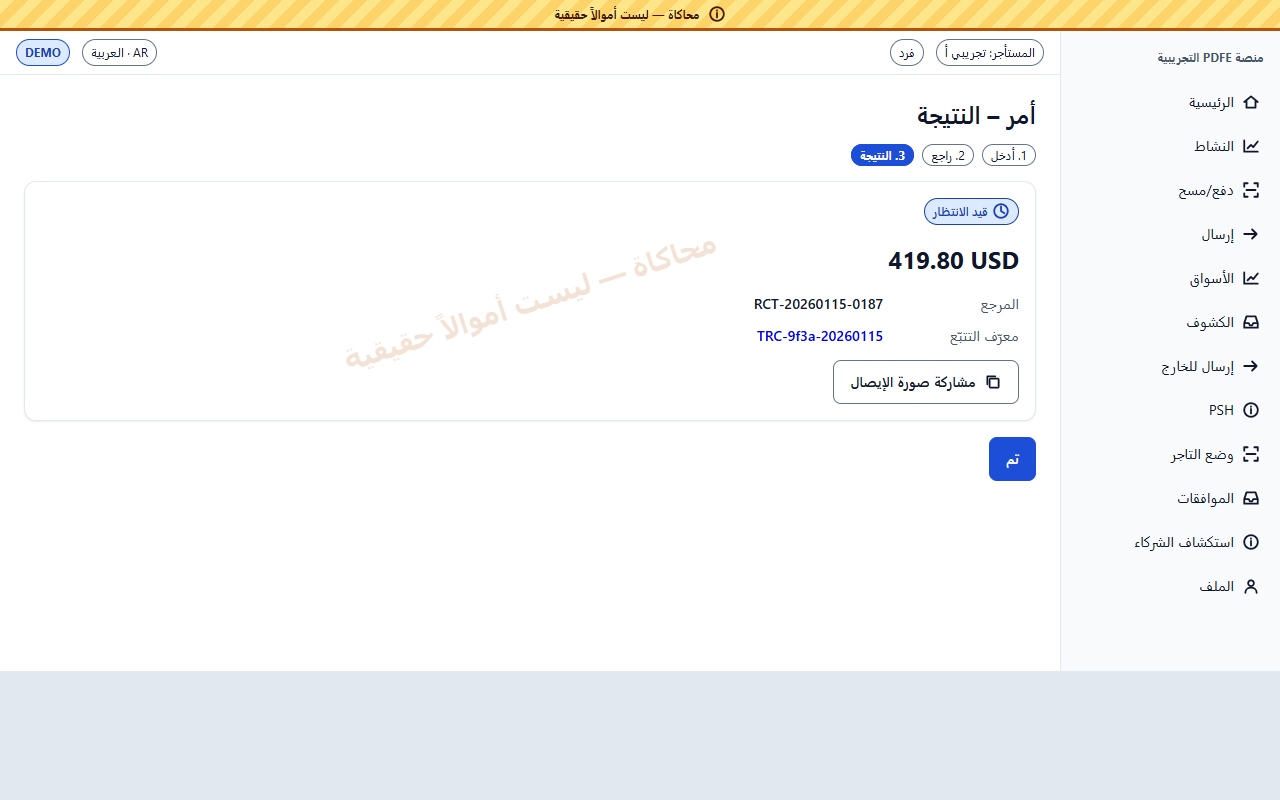 محاكاة — ليست أموالاً حقيقية
منصة PDFE التجريبية
الرئيسية
النشاط
دفع/مسح
إرسال
الأسواق
الكشوف
إرسال للخارج
PSH
وضع التاجر
الموافقات
استكشاف الشركاء
الملف
المستأجر: تجريبي أ
فرد
AR · العربية
DEMO
أمر – النتيجة
1. أدخل
2. راجع
3. النتيجة
قيد الانتظار
419.80 USD
المرجع RCT-20260115-0187
معرّف التتبّع TRC-9f3a-20260115
مشاركة صورة الإيصال
محاكاة — ليست أموالاً حقيقية
تم